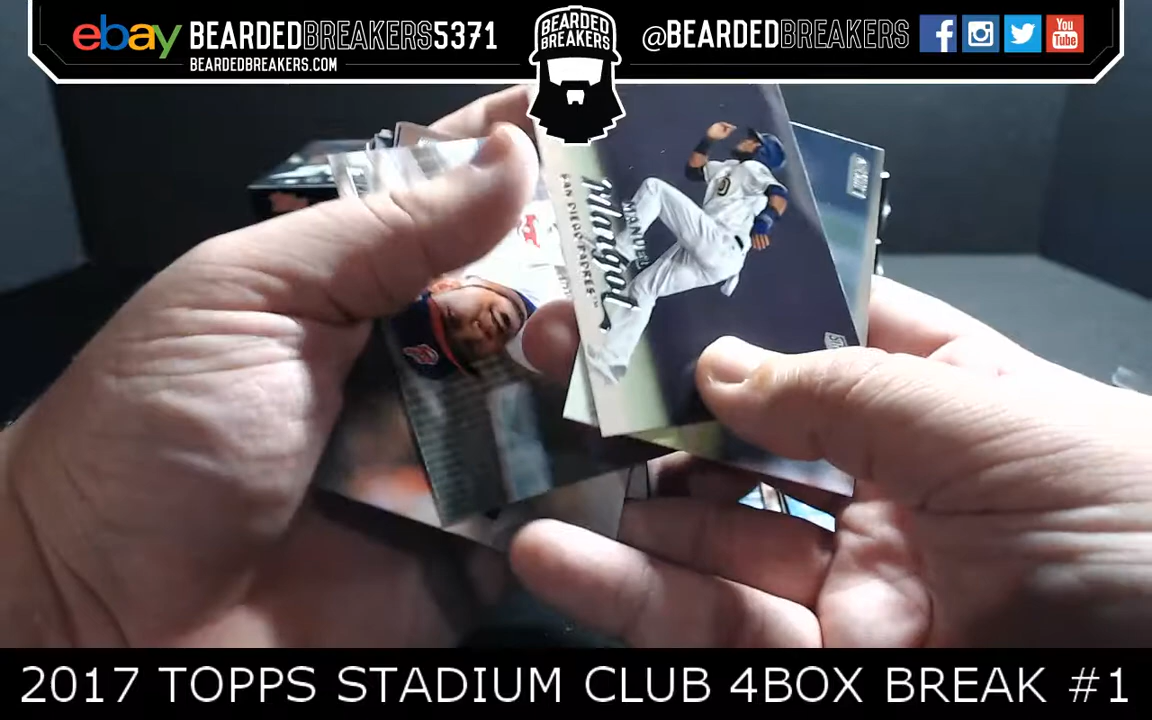 ebay BEARDEDBREAKERS5371
BEARDEDBREAKERS.COM
BEARDED
BREAKERS
@BEARDEDBREAKERS
You
Tube
MANUEL
Margot
SAN DIEGO PADRES
2017 TOPPS STADIUM CLUB 4BOX BREAK #1